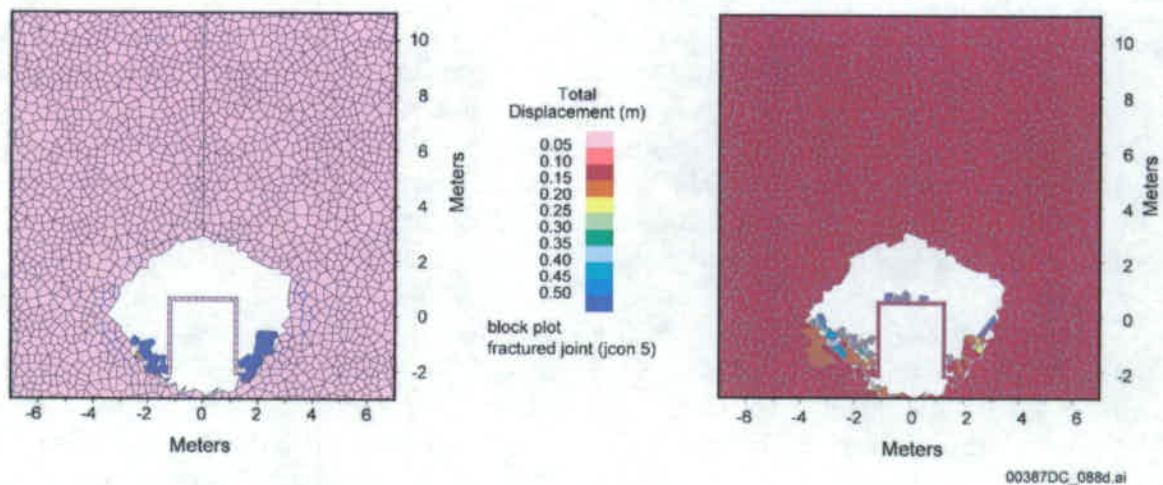 10
8
6
4
2
0
-2
Meters
-6 -4 -2 0 2 4 6
Meters
Total
Displacement (m)
0.05
0.10
0.15
0.20
0.25
0.30
0.35
0.40
0.45
0.50
block plot
fractured joint (jcon 5)
10
8
6
4
2
0
-2
Meters
-6 -4 -2 0 2 4 6
Meters
00387DC_088d.ai